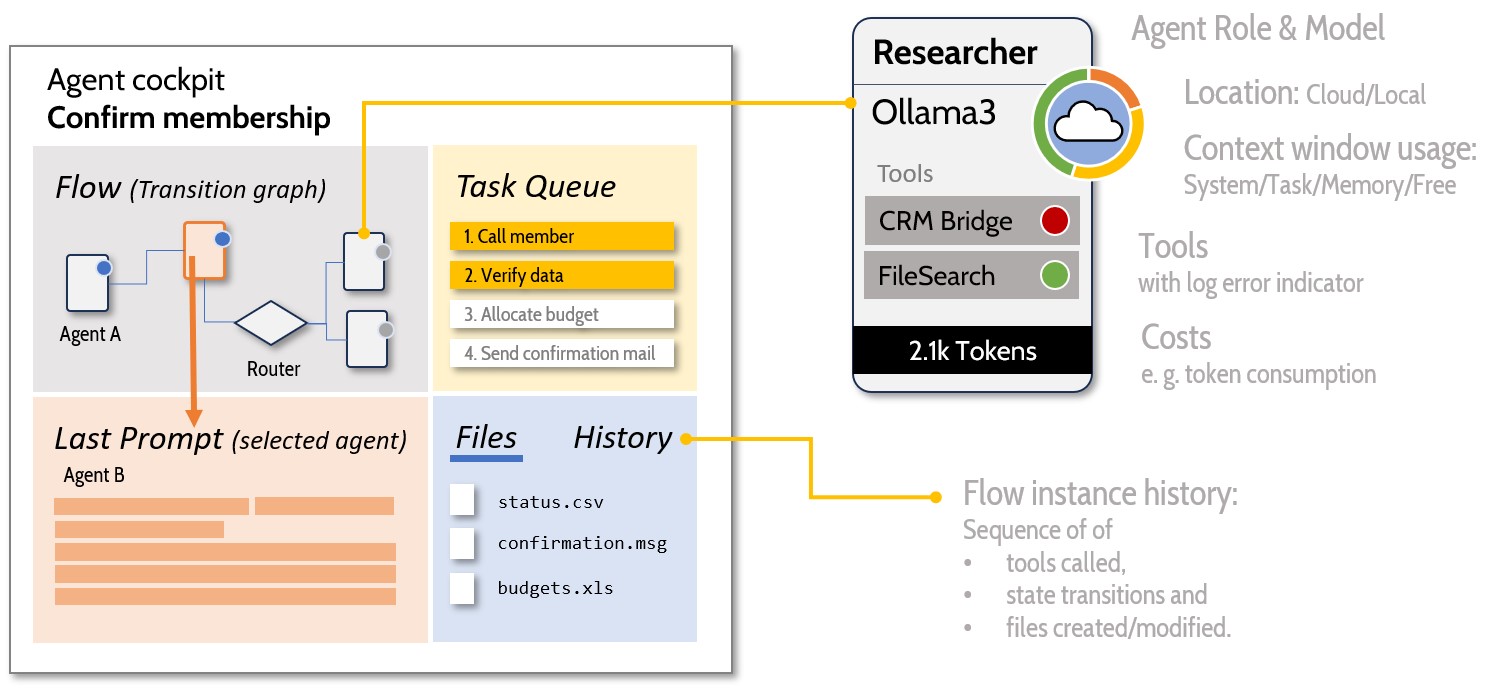 Agent cockpit
Confirm membership
Flow (Transition graph)
Agent A
Router
Task Queue
1. Call member
2. Verify data
3. Allocate budget
4. Send confirmation mail
Last Prompt (selected agent)
Agent B
Files
History
status.csv
confirmation.msg
budgets.xls
Researcher
Ollama3
Tools
CRM Bridge
FileSearch
2.1k Tokens
Agent Role & Model
Location: Cloud/Local
Context window usage:
System/Task/Memory/Free
Tools
with log error indicator
Costs
e. g. token consumption
Flow instance history:
Sequence of of
• tools called,
• state transitions and
• files created/modified.